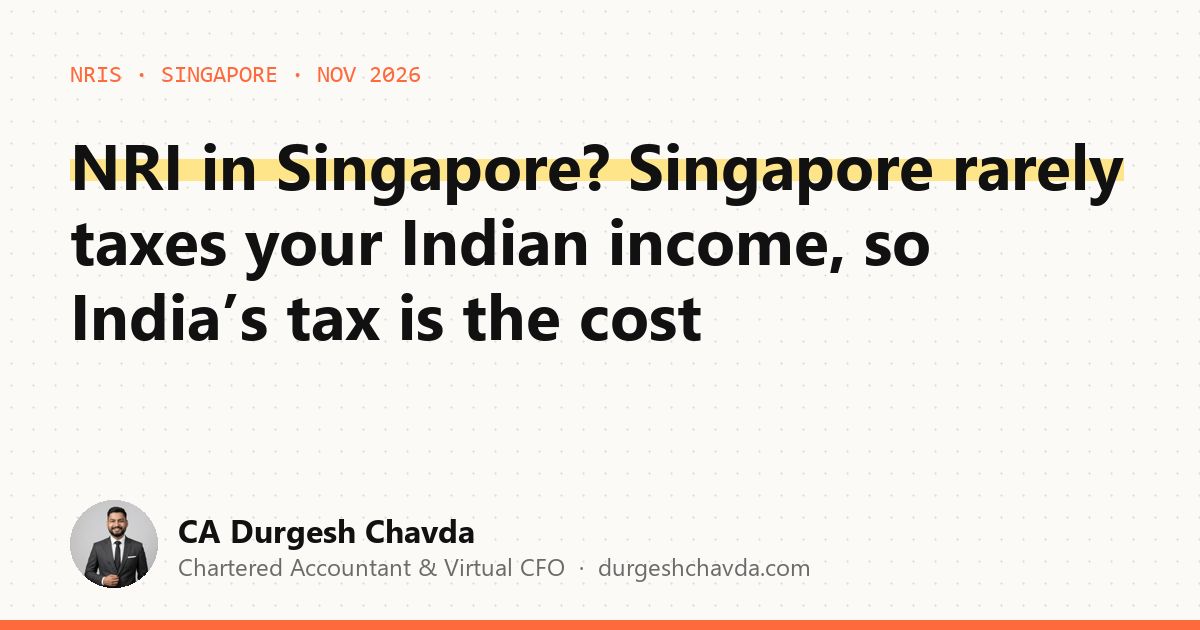 NRIS · SINGAPORE · NOV 2026
NRI in Singapore? Singapore rarely
taxes your Indian income, so
India’s tax is the cost
CA Durgesh Chavda
Chartered Accountant & Virtual CFO · durgeshchavda.com